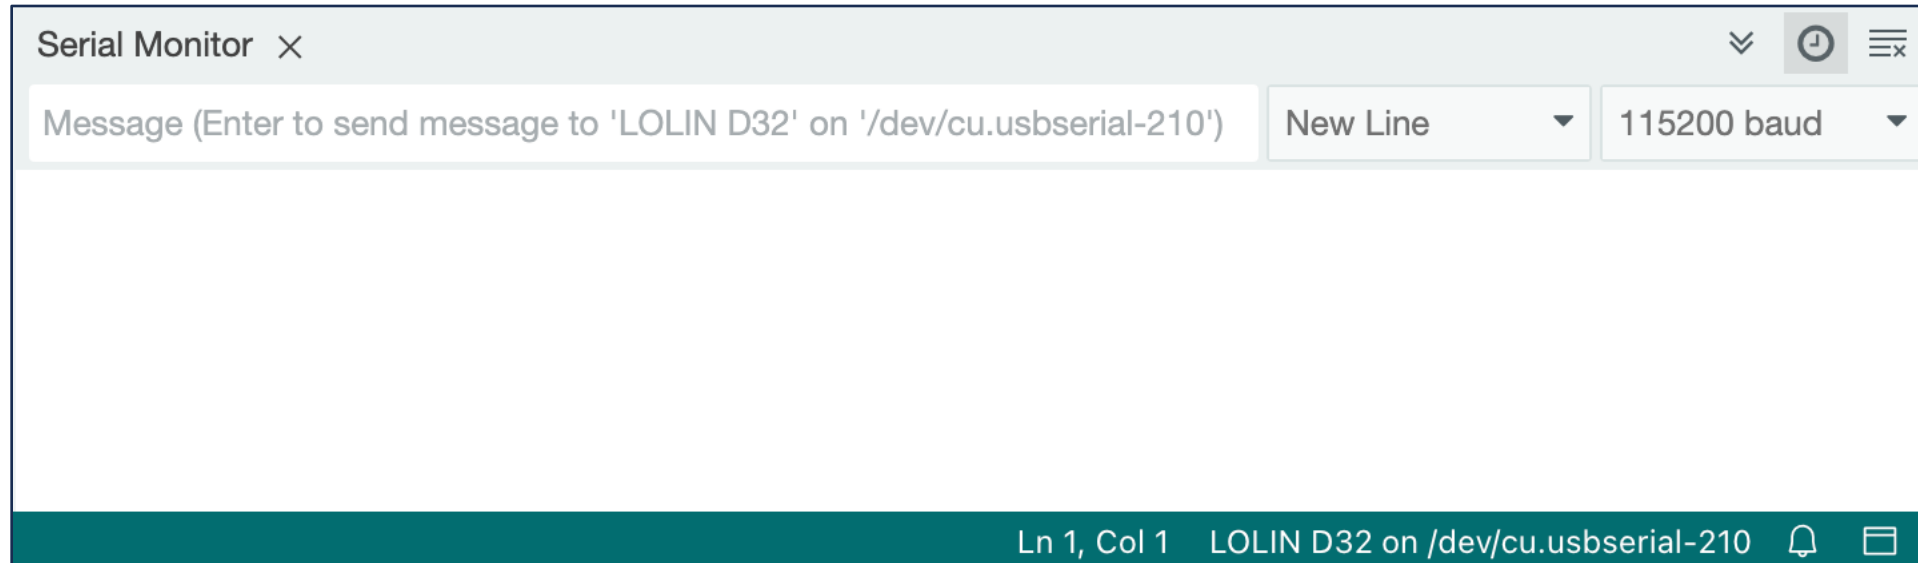 Serial Monitor
Message (Enter to send message to 'LOLIN D32' on '/dev/cu.usbserial-210')
New Line
115200 baud
Ln 1, Col 1
LOLIN D32 on /dev/cu.usbserial-210